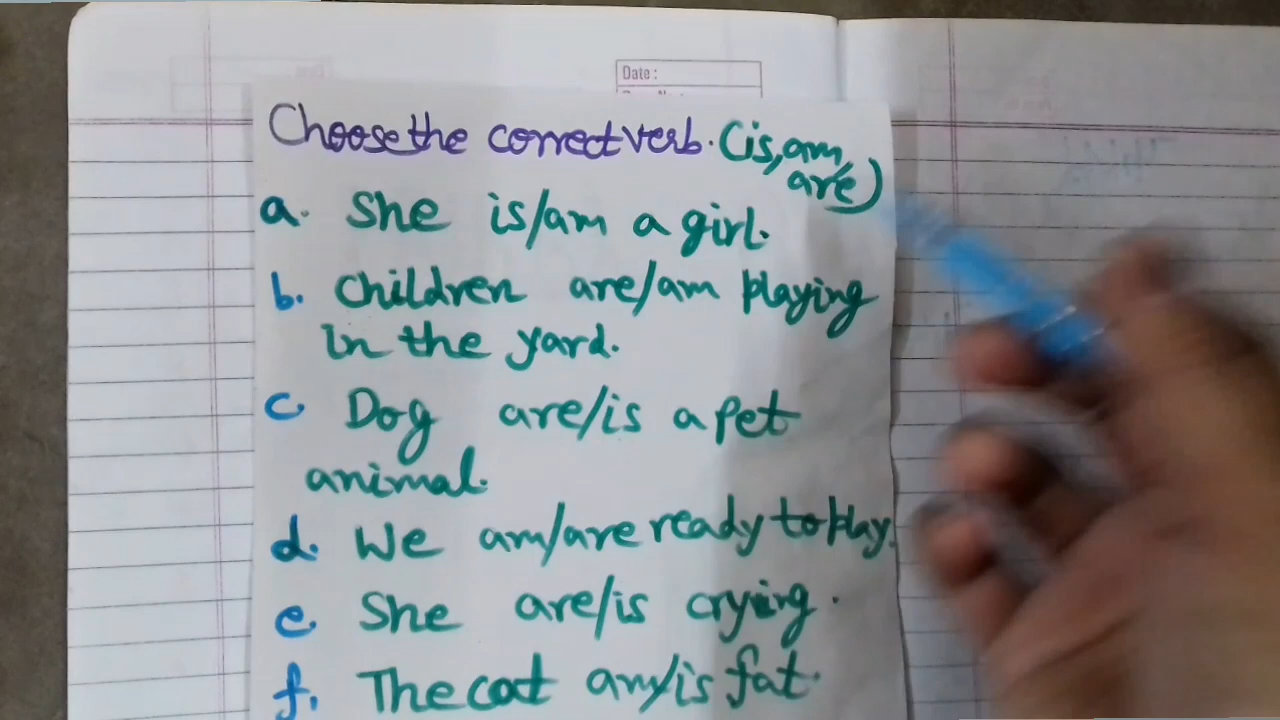 Date :
Choose the correct verb. (is, am,
are)
a. She is/am a girl.
b. Children are/am playing
in the yard.
c Dog are/is a pet
animal.
d. We am/are ready to play.
e. She are/is crying.
f. The cat am/is fat.